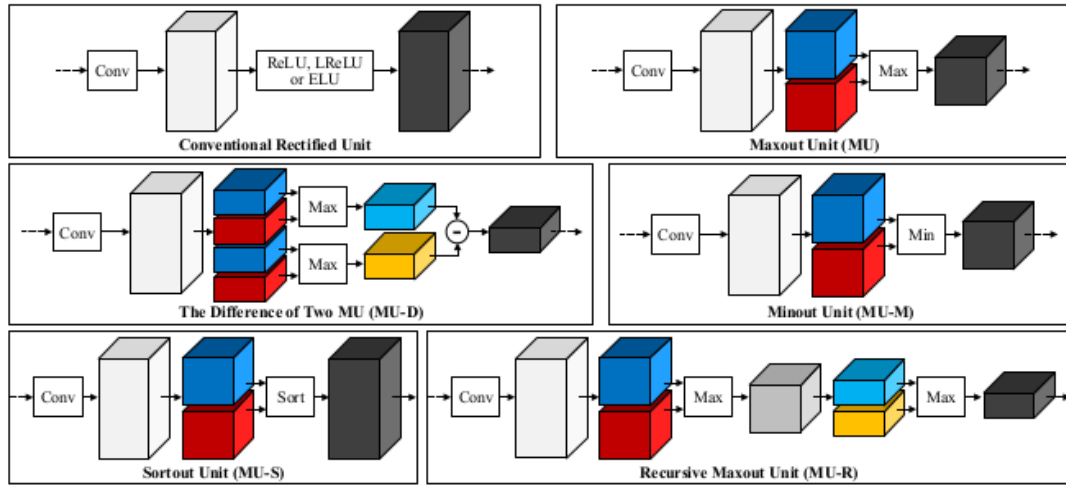 Conv
ReLU, LReLU
or ELU
Conventional Rectified Unit
Conv
Max
Maxout Unit (MU)
Conv
Max
Max
-
The Difference of Two MU (MU-D)
Conv
Min
Minout Unit (MU-M)
Conv
Sort
Sortout Unit (MU-S)
Conv
Max
Max
Recursive Maxout Unit (MU-R)